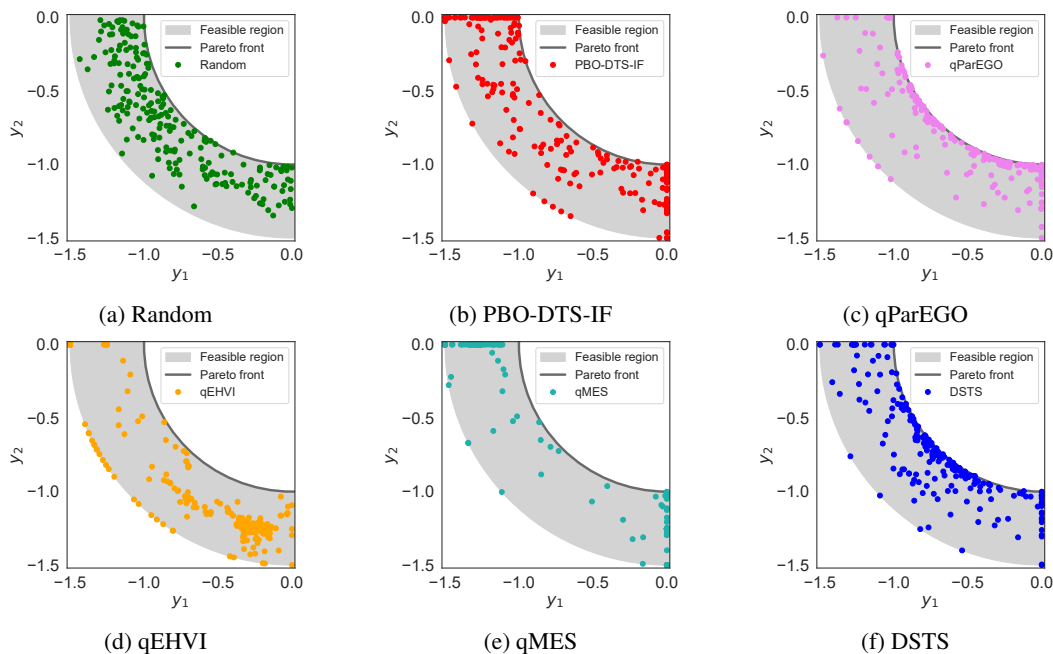 0.0
−0.5
−1.0
−1.5
y2
−1.5 −1.0 −0.5 0.0
y1
Feasible region
Pareto front
Random
(a) Random
0.0
−0.5
−1.0
−1.5
y2
−1.5 −1.0 −0.5 0.0
y1
Feasible region
Pareto front
PBO-DTS-IF
(b) PBO-DTS-IF
0.0
−0.5
−1.0
−1.5
y2
−1.5 −1.0 −0.5 0.0
y1
Feasible region
Pareto front
qParEGO
(c) qParEGO
0.0
−0.5
−1.0
−1.5
y2
−1.5 −1.0 −0.5 0.0
y1
Feasible region
Pareto front
qEHVI
(d) qEHVI
0.0
−0.5
−1.0
−1.5
y2
−1.5 −1.0 −0.5 0.0
y1
Feasible region
Pareto front
qMES
(e) qMES
0.0
−0.5
−1.0
−1.5
y2
−1.5 −1.0 −0.5 0.0
y1
Feasible region
Pareto front
DSTS
(f) DSTS